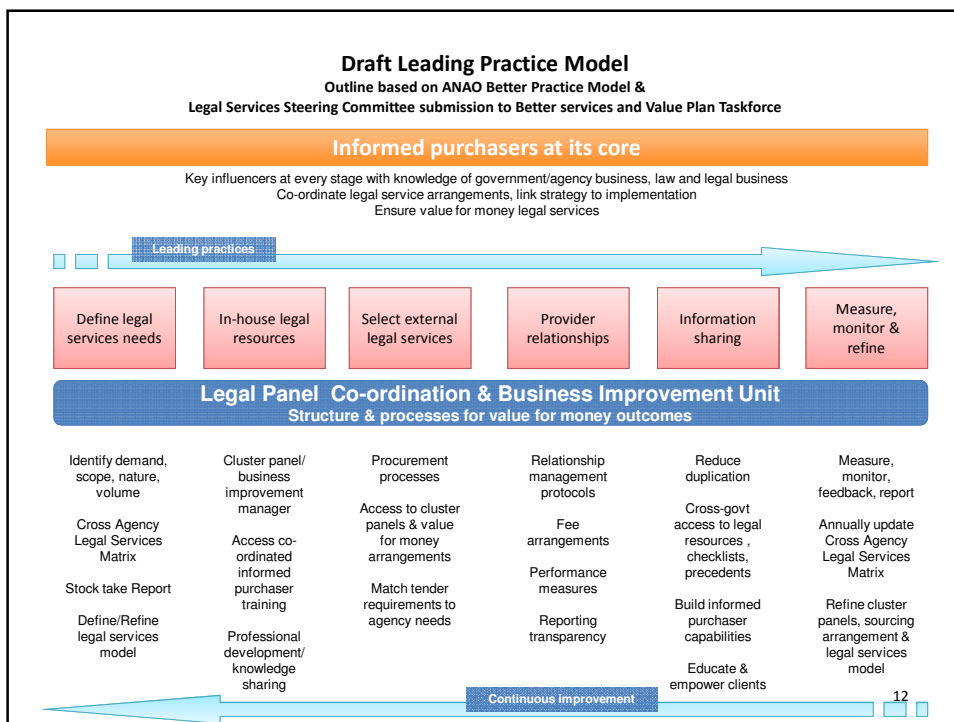 Draft Leading Practice Model
Outline based on ANAO Better Practice Model &
Legal Services Steering Committee submission to Better services and Value Plan Taskforce
Informed purchasers at its core
Key influencers at every stage with knowledge of government/agency business, law and legal business
Co-ordinate legal service arrangements, link strategy to implementation
Ensure value for money legal services
Leading practices
Define legal
services needs
In-house legal
resources
Select external
legal services
Provider
relationships
Information
sharing
Measure,
monitor &
refine
Legal Panel Co-ordination & Business Improvement Unit
Structure & processes for value for money outcomes
Identify demand,
scope, nature,
volume
Cross Agency
Legal Services
Matrix
Stock take Report
Define/Refine
legal services
model
Cluster panel/
business
improvement
manager
Access co-
ordinated
informed
purchaser
training
Professional
development/
knowledge
sharing
Procurement
processes
Access to cluster
panels & value
for money
arrangements
Match tender
requirements to
agency needs
Relationship
management
protocols
Fee
arrangements
Performance
measures
Reporting
transparency
Reduce
duplication
Cross-govt
access to legal
resources ,
checklists,
precedents
Build informed
purchaser
capabilities
Educate &
empower clients
Measure,
monitor,
feedback, report
Annually update
Cross Agency
Legal Services
Matrix
Refine cluster
panels, sourcing
arrangement &
legal services
model
Continuous improvement
12